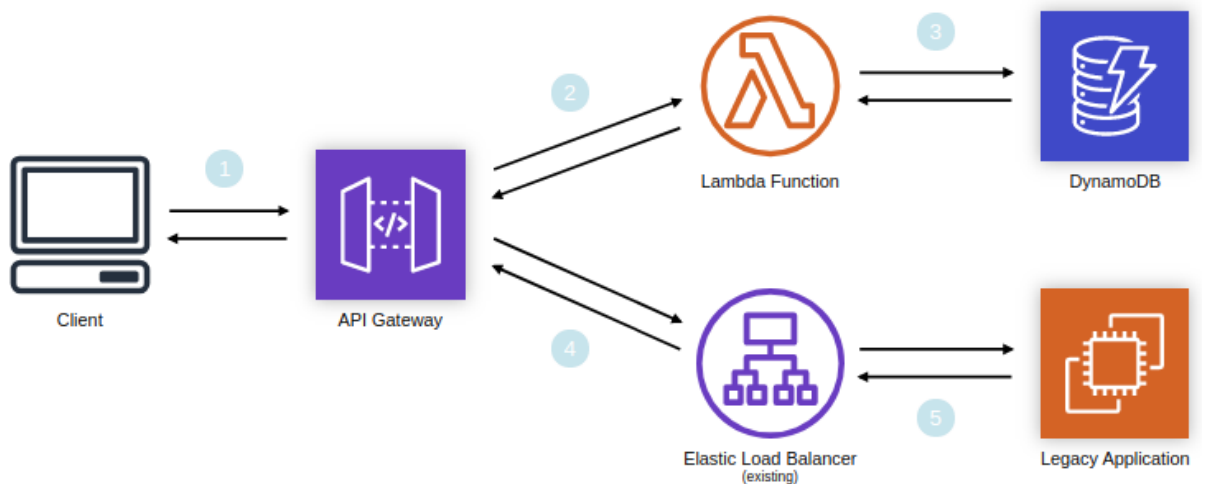 1
2
3
Lambda Function
DynamoDB
</>
Client
API Gateway
4
5
Elastic Load Balancer
(existing)
Legacy Application